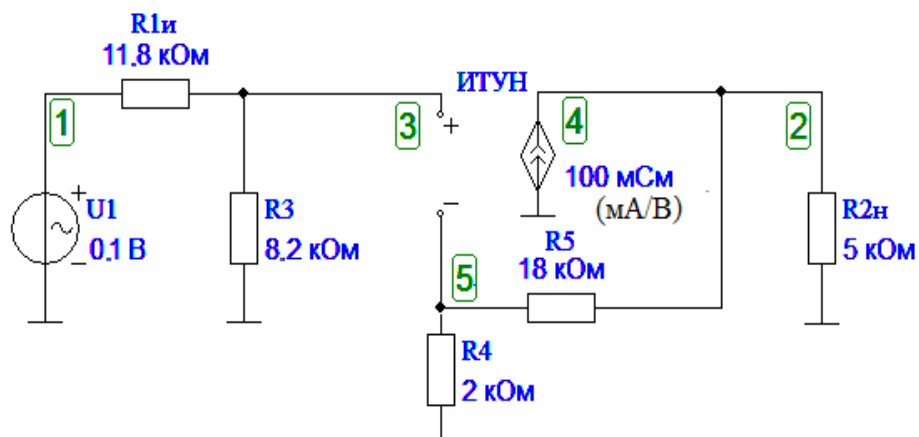 R1и
11.8 кОм
ИТУН
1
3
+
4
2
+
U1
0.1 В
−
R3
8.2 кОм
−
100 мСм
(мА/В)
R2н
5 кОм
R5
18 кОм
5
R4
2 кОм